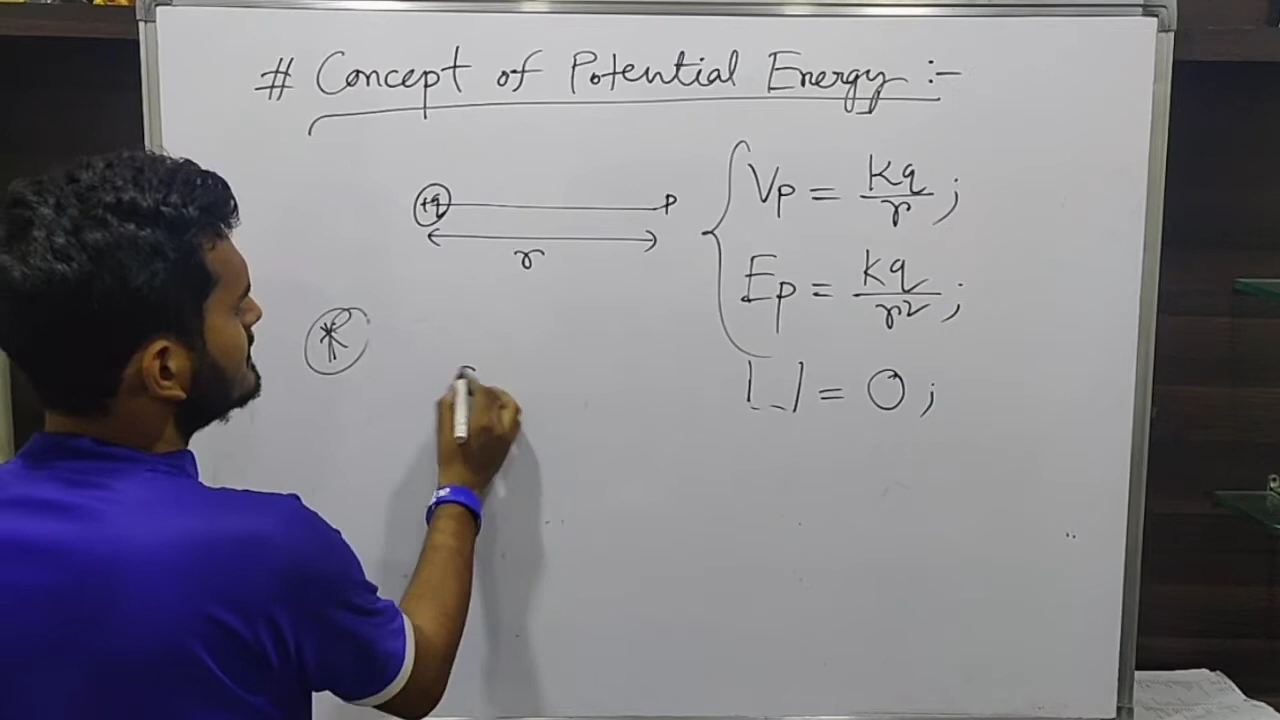 # Concept of Potential Energy :-
+q P
r
Vp = Kq/r ;
Ep = Kq/r² ;
U = 0 ;
*